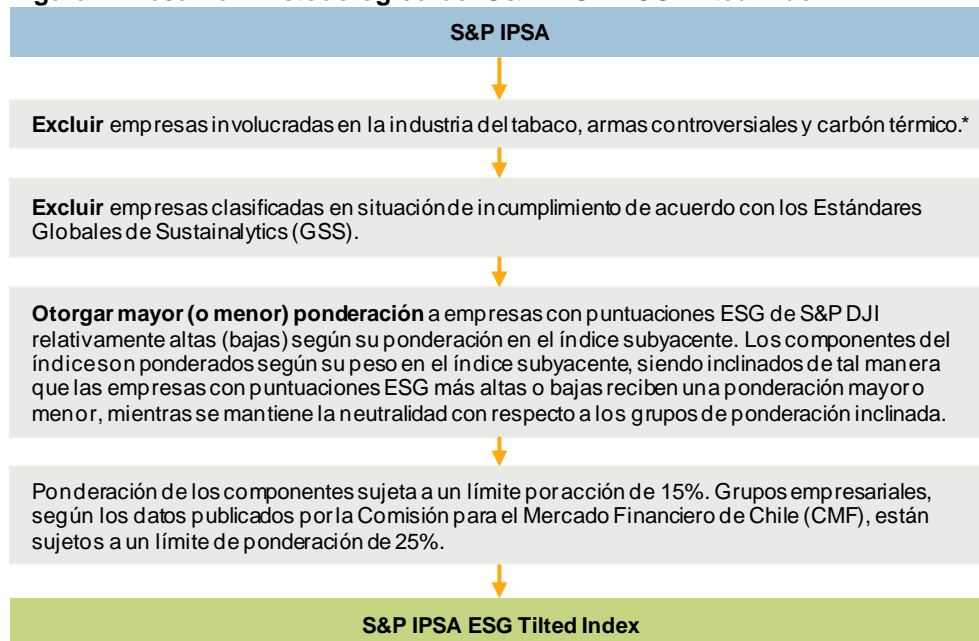 S&P IPSA
Excluir empresas involucradas en la industria del tabaco, armas controversiales y carbón térmico.*
Excluir empresas clasificadas en situación de incumplimiento de acuerdo con los Estándares
Globales de Sustainalytics (GSS).
Otorgar mayor (o menor) ponderación a empresas con puntuaciones ESG de S&P DJI
relativamente altas (bajas) según su ponderación en el índice subyacente. Los componentes del
índice son ponderados según su peso en el índice subyacente, siendo inclinados de tal manera
que las empresas con puntuaciones ESG más altas o bajas reciben una ponderación mayor o
menor, mientras se mantiene la neutralidad con respecto a los grupos de ponderación inclinada.
Ponderación de los componentes sujeta a un límite por acción de 15%. Grupos empresariales,
según los datos publicados por la Comisión para el Mercado Financiero de Chile (CMF), están
sujetos a un límite de ponderación de 25%.
S&P IPSA ESG Tilted Index